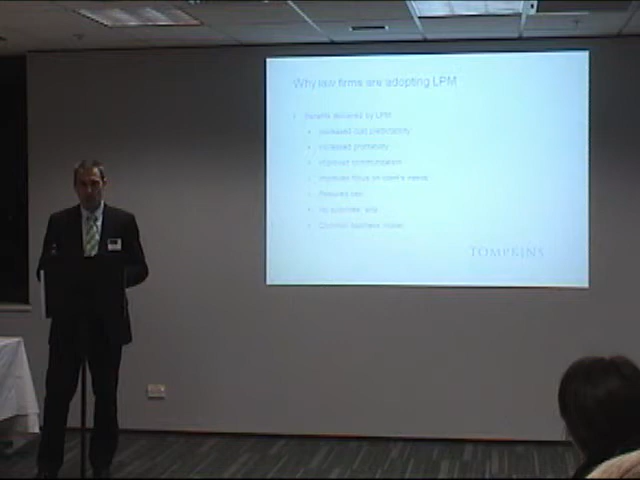 Why law firms are adopting LPM
Benefits delivered by LPM
Increased cost predictability
Increased profitability
Improved communication
Improved focus on client's needs
Reduced risk
TOMPKINS